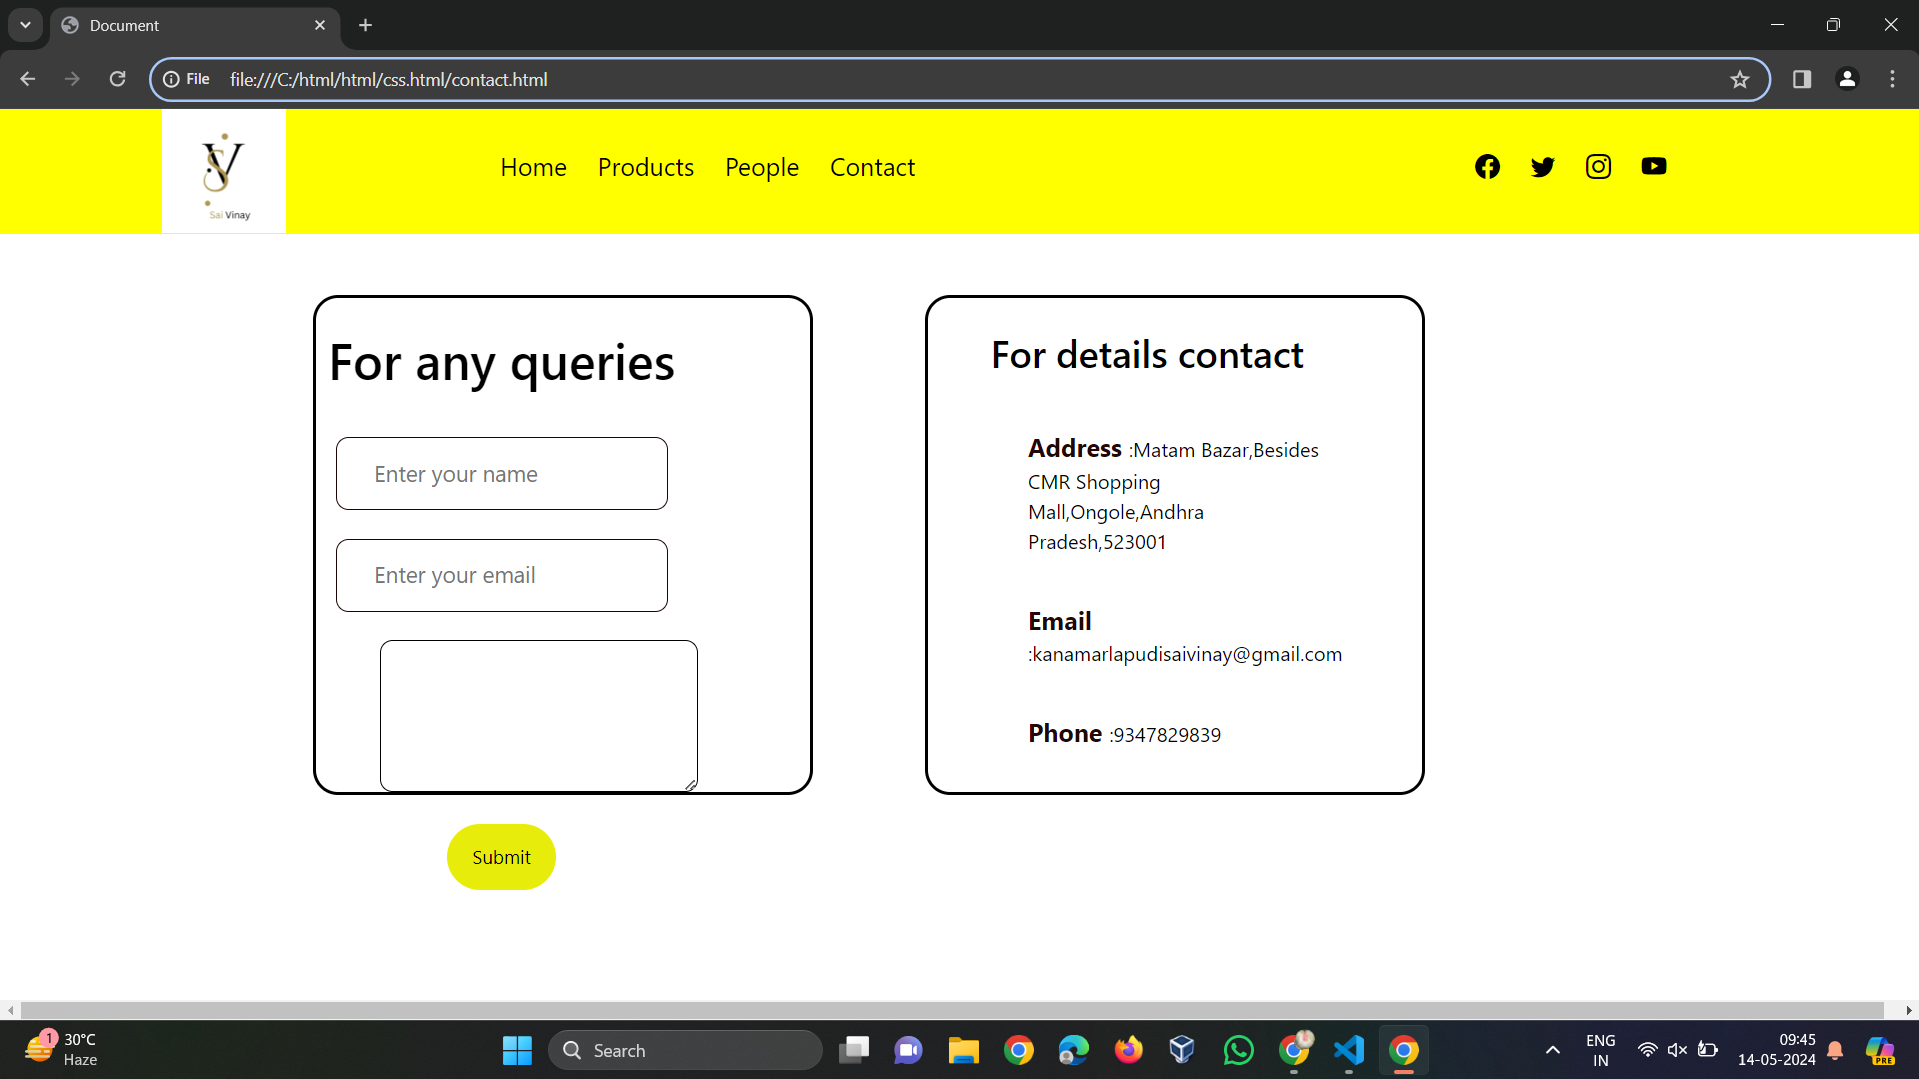 Document
File file:///C:/html/html/css.html/contact.html
SV
Sai Vinay
Home Products People Contact
For any queries
Enter your name
Enter your email
Submit
For details contact
Address :Matam Bazar,Besides
CMR Shopping
Mall,Ongole,Andhra
Pradesh,523001
Email
:kanamarlapudisaivinay@gmail.com
Phone :9347829839
1
30°C
Haze
Search
ENG
IN
09:45
14-05-2024
PRE